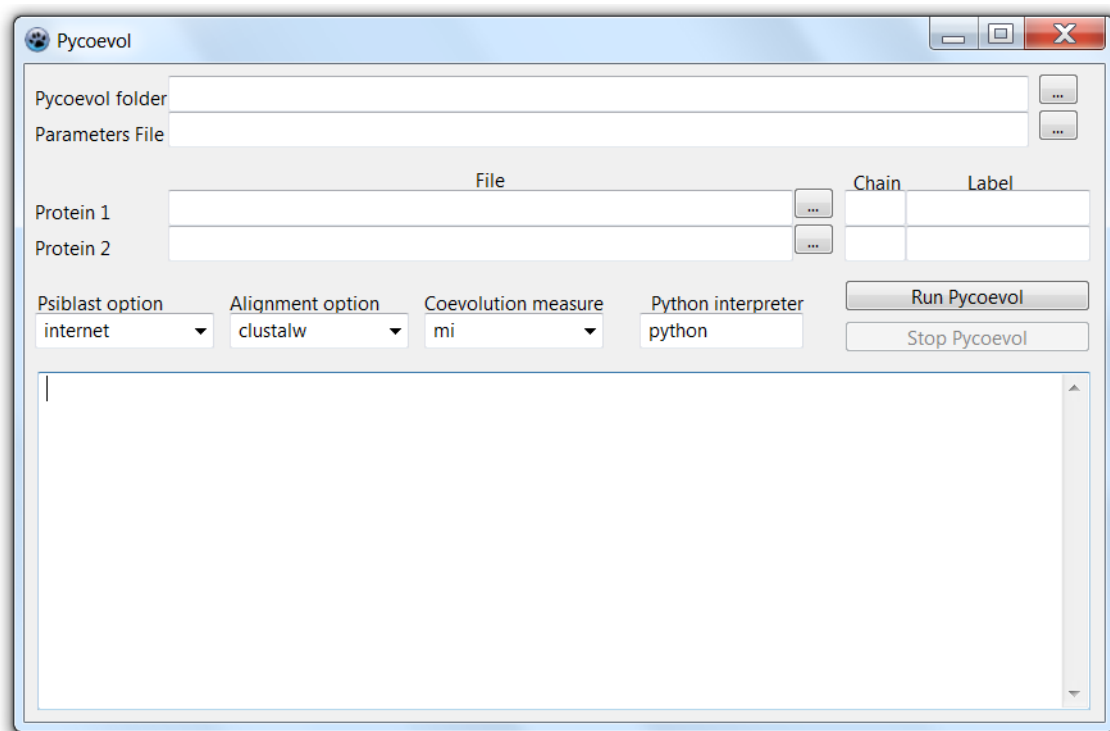 Pycoevol
Pycoevol folder ...
Parameters File ...
File Chain Label
Protein 1 ...
Protein 2 ...
Psiblast option Alignment option Coevolution measure Python interpreter Run Pycoevol
internet clustalw mi python Stop Pycoevol